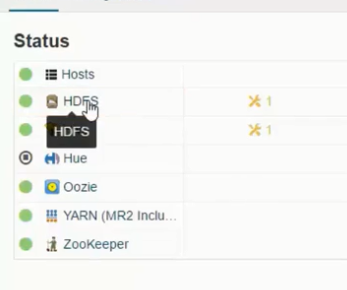 Status
Hosts
HDFS 1
HDFS
1
Hue
Oozie
YARN (MR2 Inclu...
ZooKeeper